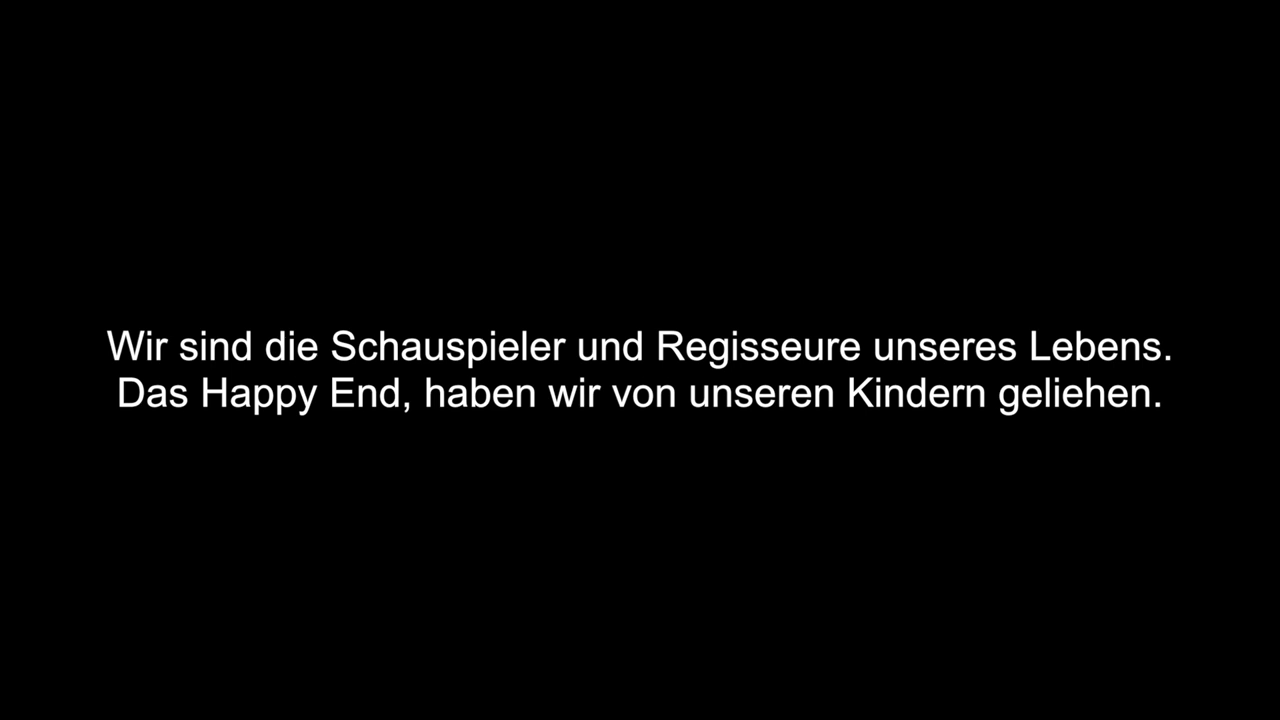 Wir sind die Schauspieler und Regisseure unseres Lebens.
Das Happy End, haben wir von unseren Kindern geliehen.